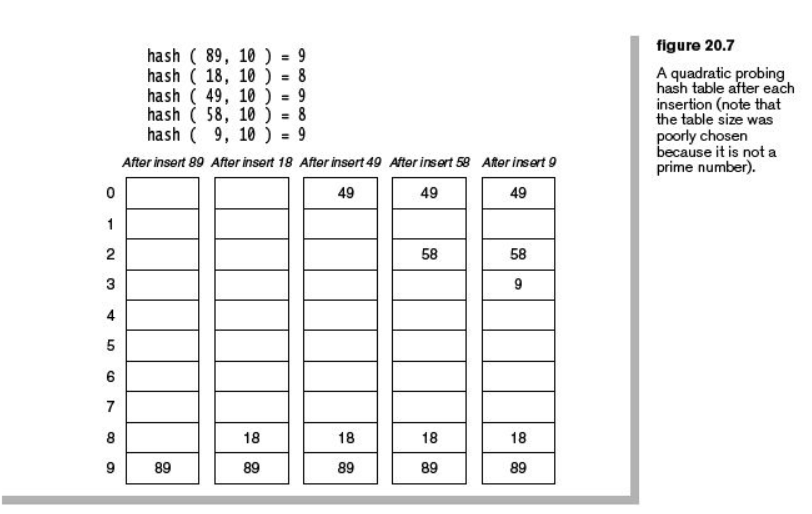 hash ( 89, 10 ) = 9
hash ( 18, 10 ) = 8
hash ( 49, 10 ) = 9
hash ( 58, 10 ) = 8
hash ( 9, 10 ) = 9
After insert 89 After insert 18 After insert 49 After insert 58 After insert 9
0 49 49 49
1
2 58 58
3 9
4
5
6
7
8 18 18 18 18
9 89 89 89 89 89
figure 20.7
A quadratic probing
hash table after each
insertion (note that
the table size was
poorly chosen
because it is not a
prime number).